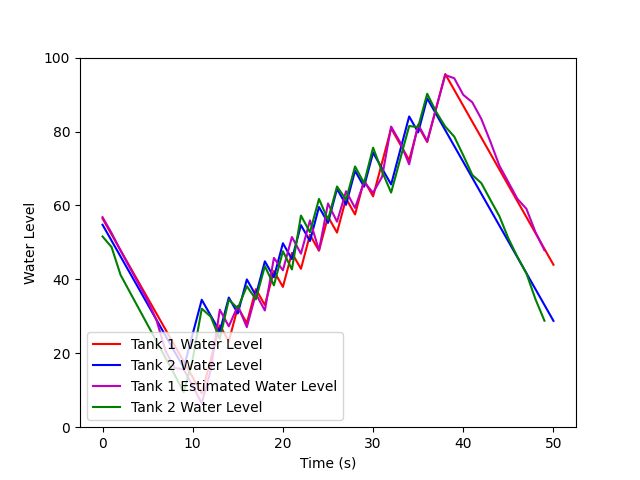 100
80
60
40
20
0
Water Level
Tank 1 Water Level
Tank 2 Water Level
Tank 1 Estimated Water Level
Tank 2 Water Level
0 10 20 30 40 50
Time (s)